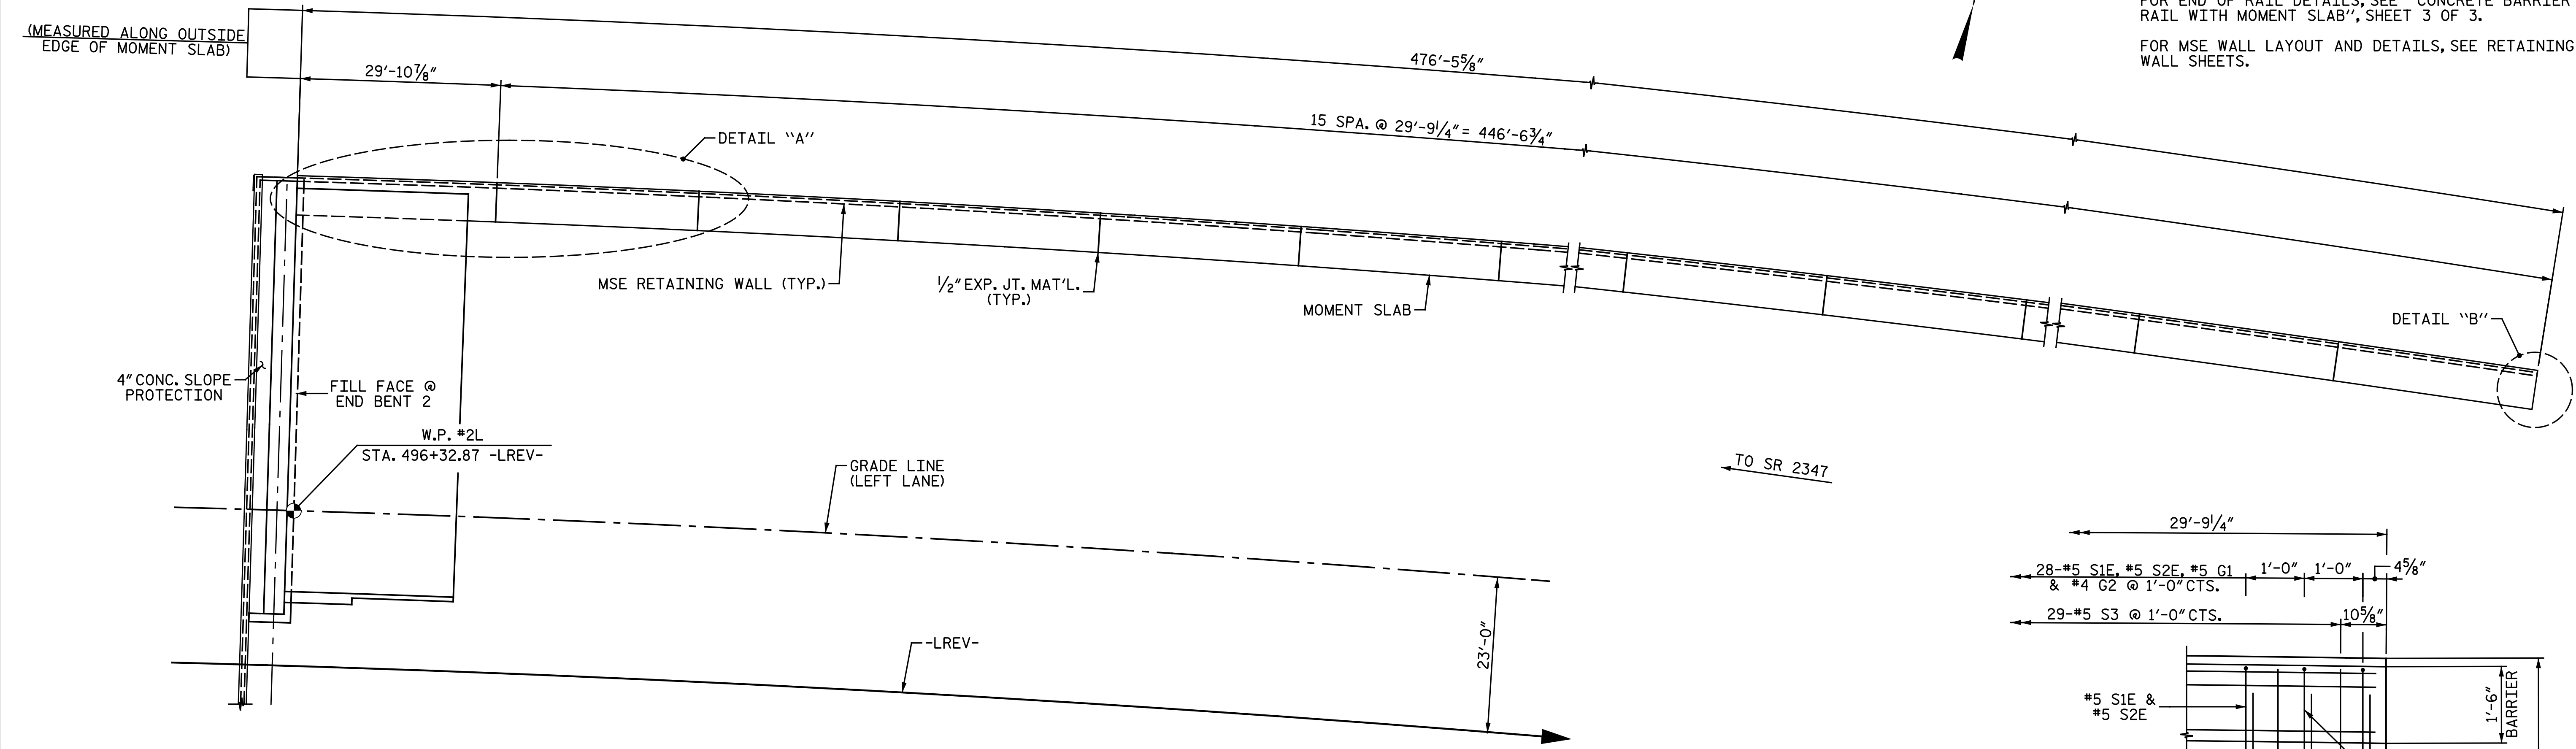 (MEASURED ALONG OUTSIDE
EDGE OF MOMENT SLAB)
476'-5⅝"
29'-10⅞"
15 SPA. @ 29'-9¼" = 446'-6¾"
FOR END OF RAIL DETAILS, SEE "CONCRETE BARRIER
RAIL WITH MOMENT SLAB", SHEET 3 OF 3.
FOR MSE WALL LAYOUT AND DETAILS, SEE RETAINING
WALL SHEETS.
DETAIL "A"
MSE RETAINING WALL (TYP.)
½" EXP. JT. MAT'L.
(TYP.)
MOMENT SLAB
DETAIL "B"
4" CONC. SLOPE
PROTECTION
FILL FACE @
END BENT 2
W.P. #2L
STA. 496+32.87 -LREV-
GRADE LINE
(LEFT LANE)
TO SR 2347
23'-0"
-LREV-
29'-9¼"
28-#5 S1E, #5 S2E, #5 G1
& #4 G2 @ 1'-0" CTS.
1'-0"
1'-0"
4⅝"
29-#5 S3 @ 1'-0" CTS.
10⅝"
#5 S1E &
#5 S2E
1'-6"
BARRIER